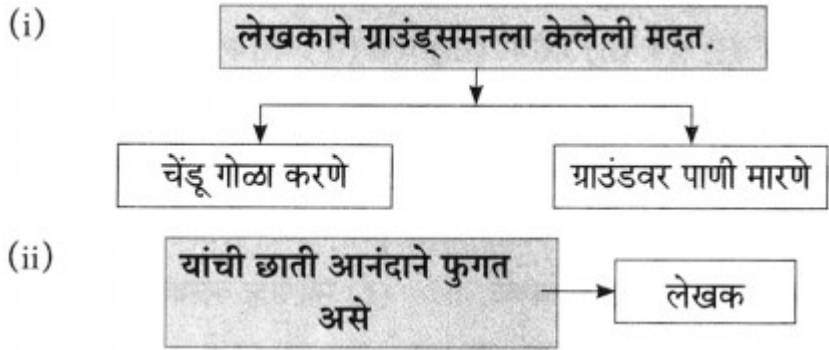 (i)
लेखकाने ग्राउंड्समनला केलेली मदत.
चेंडू गोळा करणे
ग्राउंडवर पाणी मारणे
(ii)
यांची छाती आनंदाने फुगत
असे
लेखक